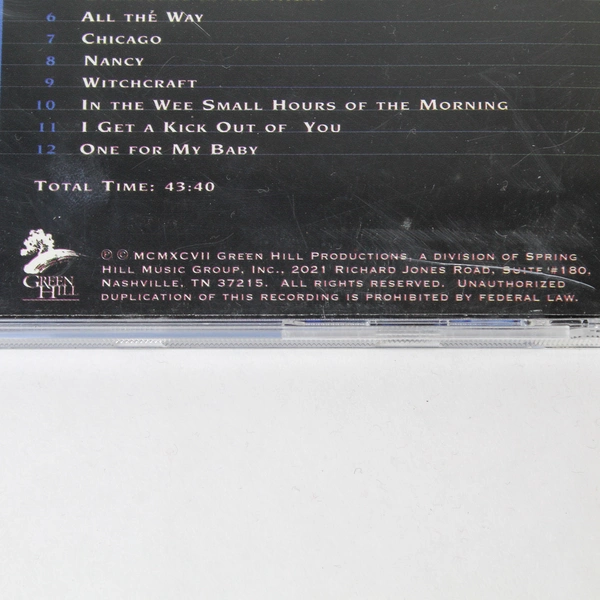 6 All thé Way
7 Chicago
8 Nancy
9 Witchcraft
10 In the Wee Small Hours of the Morning
11 I Get a Kick Out of You
12 One for My Baby
Total Time: 43:40
Green Hill
℗ © MCMXCVII Green Hill Productions, a division of Spring
Hill Music Group, Inc., 2021 Richard Jones Road, Suite #180,
Nashville, TN 37215. All rights reserved. Unauthorized
duplication of this recording is prohibited by federal law.